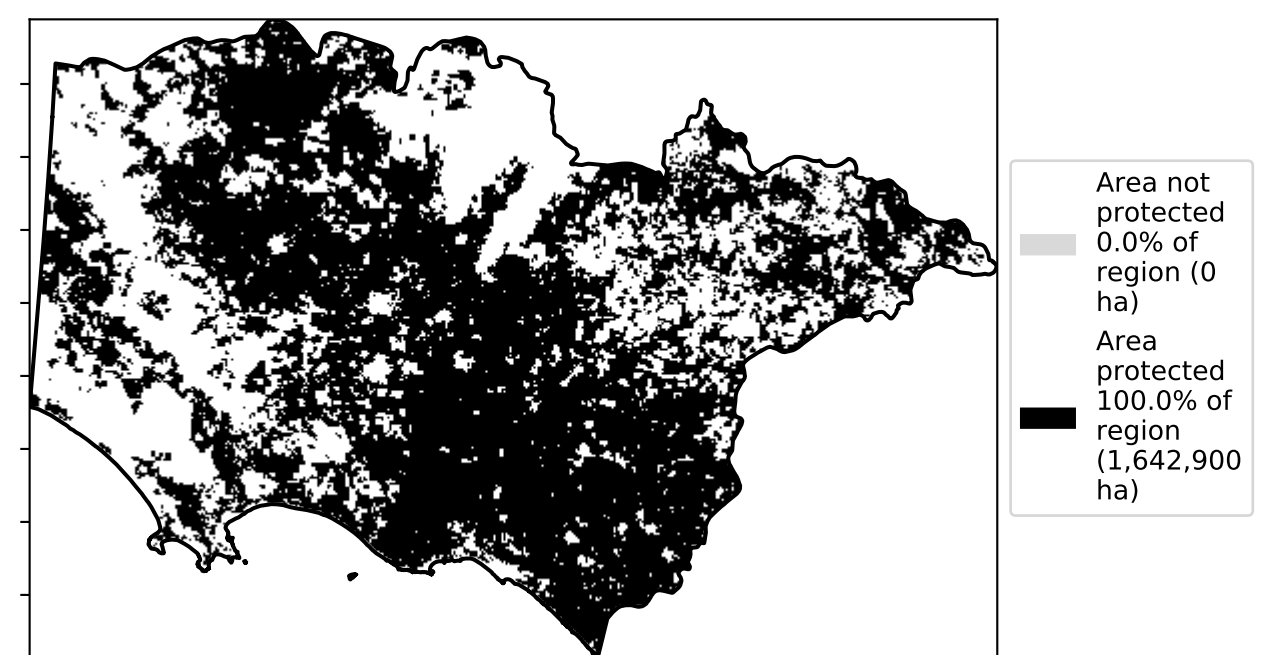 Area not
protected
0.0% of
region (0
ha)
Area
protected
100.0% of
region
(1,642,900
ha)